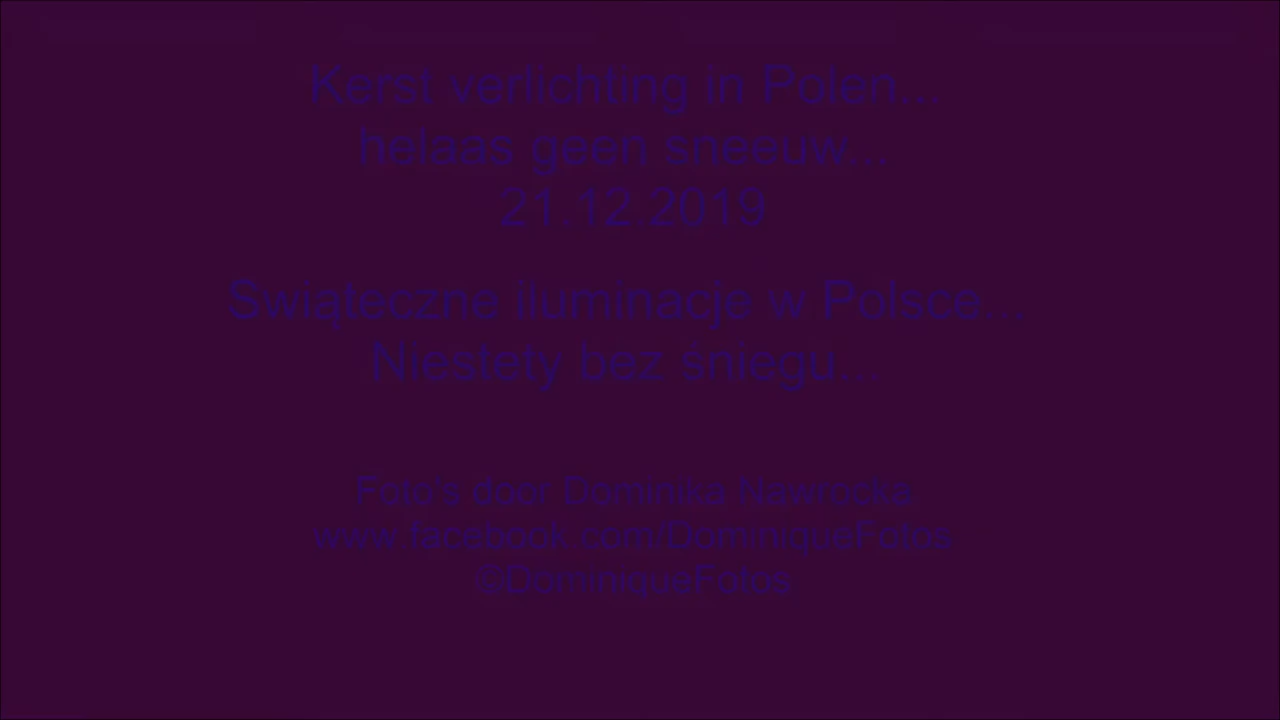 Kerst verlichting in Polen...
helaas geen sneeuw...
21.12.2019
Świąteczne iluminacje w Polsce...
Niestety bez śniegu...
Foto's door Dominika Nawrocka
www.facebook.com/DominiqueFotos
©DominiqueFotos